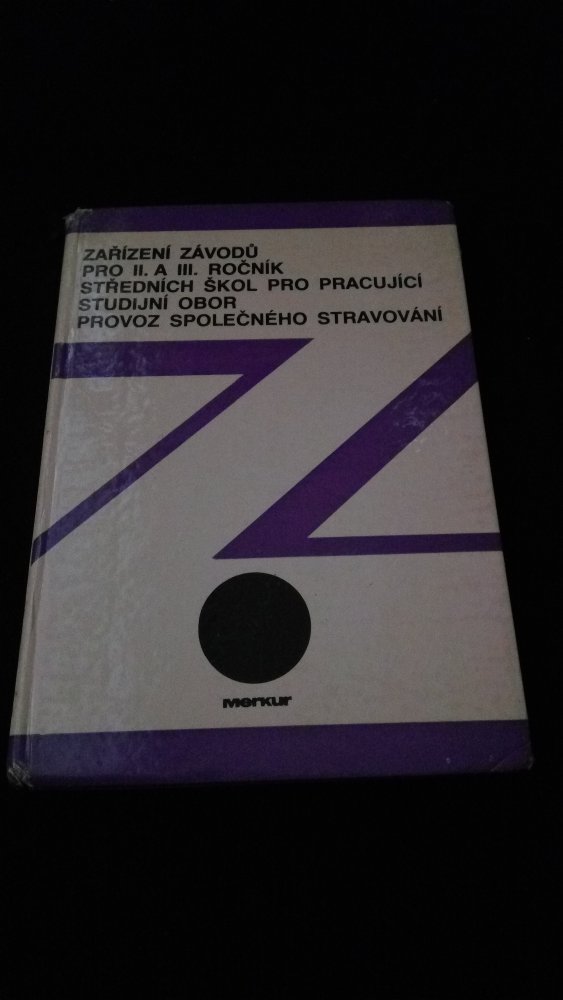 ZAŘÍZENÍ ZÁVODŮ
PRO II. A III. ROČNÍK
STŘEDNÍCH ŠKOL PRO PRACUJÍCÍ
STUDIJNÍ OBOR
PROVOZ SPOLEČNÉHO STRAVOVÁNÍ
merkur